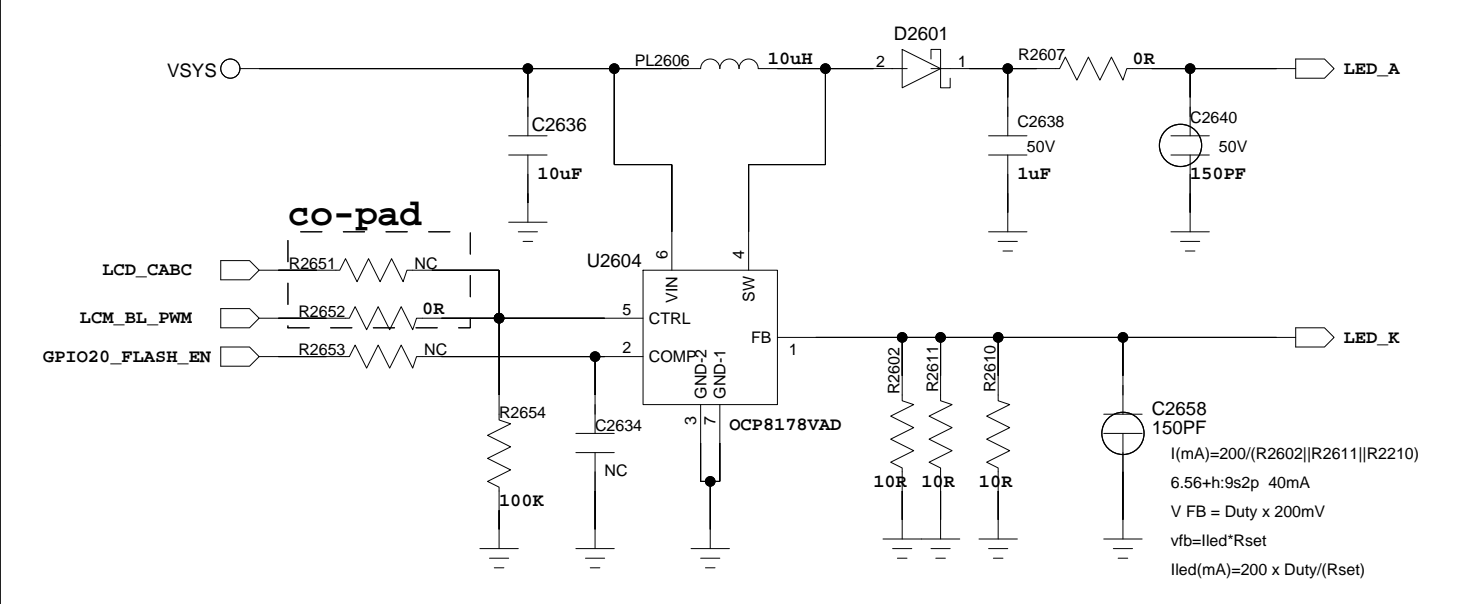 D2601
VSYS
PL2606
10uH
2
1
R2607
0R
LED_A
C2636
10uF
C2638
50V
1uF
C2640
50V
150PF
co-pad
LCD_CABC
R2651
NC
LCM_BL_PWM
R2652
0R
GPIO20_FLASH_EN
R2653
NC
U2604
6
4
VIN
SW
5
CTRL
2
COMP
FB
1
GND-2
GND-1
3
7
OCP8178VAD
LED_K
R2602
R2611
R2610
10R
10R
10R
R2654
100K
C2634
NC
C2658
150PF
I(mA)=200/(R2602||R2611||R2210)
6.56+h:9s2p 40mA
V FB = Duty x 200mV
vfb=Iled*Rset
Iled(mA)=200 x Duty/(Rset)